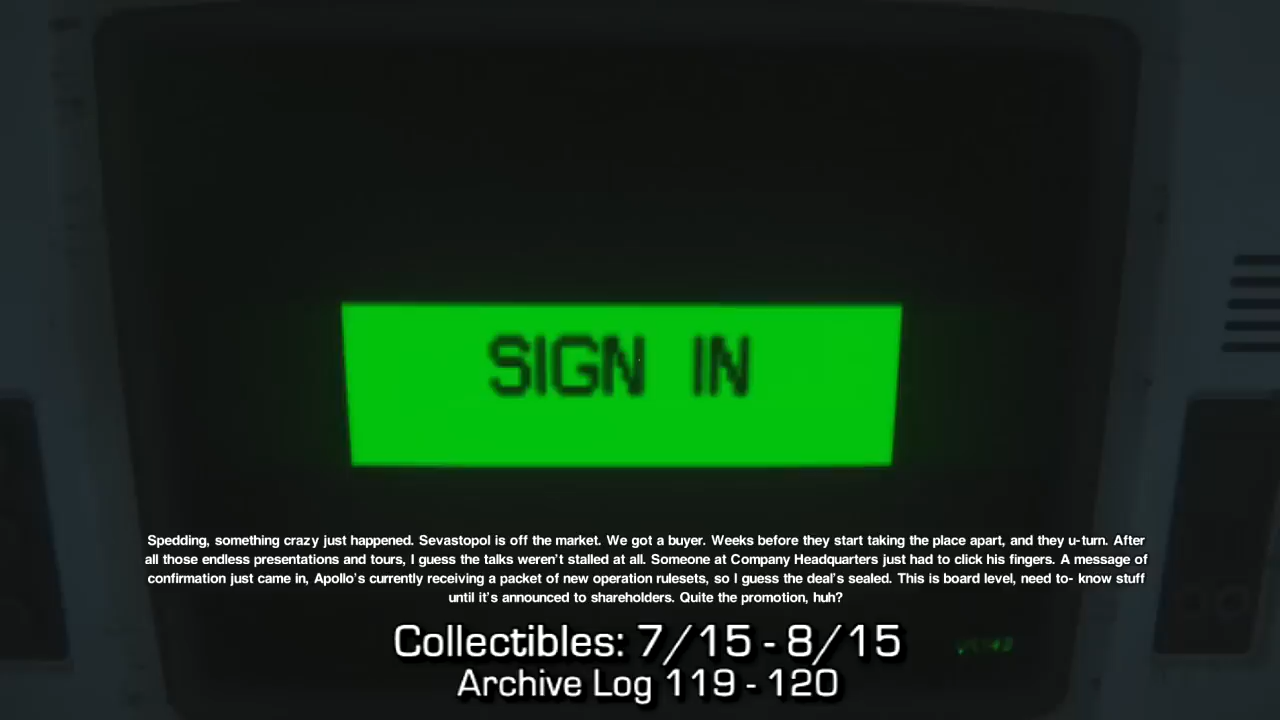 SIGN IN
Spedding, something crazy just happened. Sevastopol is off the market. We got a buyer. Weeks before they start taking the place apart, and they u-turn. After
all those endless presentations and tours, I guess the talks weren't stalled at all. Someone at Company Headquarters just had to click his fingers. A message of
confirmation just came in, Apollo's currently receiving a packet of new operation rulesets, so I guess the deal's sealed. This is board level, need to- know stuff
until it's announced to shareholders. Quite the promotion, huh?
Collectibles: 7/15 - 8/15
Archive Log 119 - 120